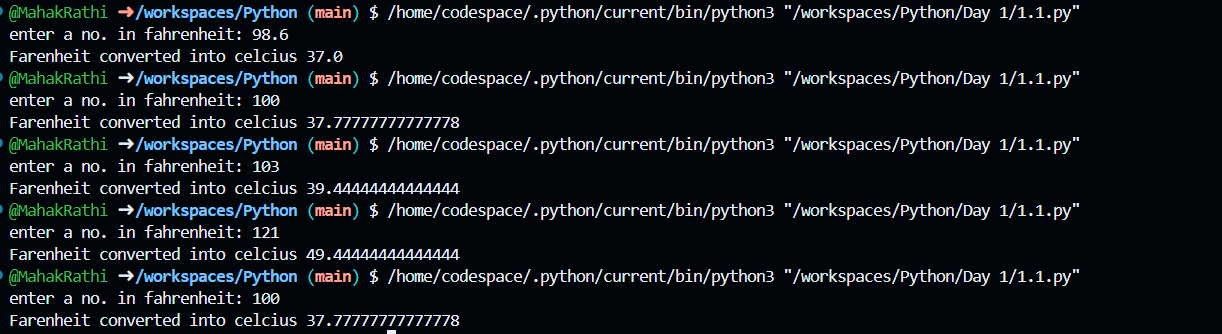 @MahakRathi ➜/workspaces/Python (main) $ /home/codespace/.python/current/bin/python3 "/workspaces/Python/Day 1/1.1.py"
enter a no. in fahrenheit: 98.6
Farenheit converted into celcius 37.0
@MahakRathi ➜/workspaces/Python (main) $ /home/codespace/.python/current/bin/python3 "/workspaces/Python/Day 1/1.1.py"
enter a no. in fahrenheit: 100
Farenheit converted into celcius 37.77777777777778
@MahakRathi ➜/workspaces/Python (main) $ /home/codespace/.python/current/bin/python3 "/workspaces/Python/Day 1/1.1.py"
enter a no. in fahrenheit: 103
Farenheit converted into celcius 39.44444444444444
@MahakRathi ➜/workspaces/Python (main) $ /home/codespace/.python/current/bin/python3 "/workspaces/Python/Day 1/1.1.py"
enter a no. in fahrenheit: 121
Farenheit converted into celcius 49.44444444444444
@MahakRathi ➜/workspaces/Python (main) $ /home/codespace/.python/current/bin/python3 "/workspaces/Python/Day 1/1.1.py"
enter a no. in fahrenheit: 100
Farenheit converted into celcius 37.77777777777778